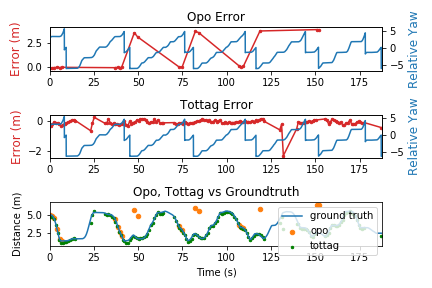 Opo Error
Error (m)
2.5
0.0
5
0
−5
Relative Yaw
0 25 50 75 100 125 150 175
Tottag Error
Error (m)
0
−2
5
0
−5
Relative Yaw
0 25 50 75 100 125 150 175
Opo, Tottag vs Groundtruth
Distance (m)
5.0
2.5
ground truth
opo
tottag
0 25 50 75 100 125 150 175
Time (s)